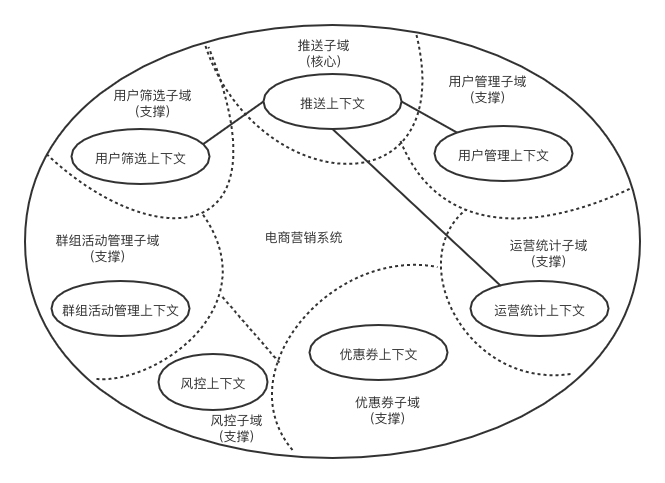 推送子域
(核心)
推送上下文
用户筛选子域
(支撑)
用户筛选上下文
用户管理子域
(支撑)
用户管理上下文
电商营销系统
群组活动管理子域
(支撑)
群组活动管理上下文
运营统计子域
(支撑)
运营统计上下文
优惠券上下文
优惠券子域
(支撑)
风控上下文
风控子域
(支撑)